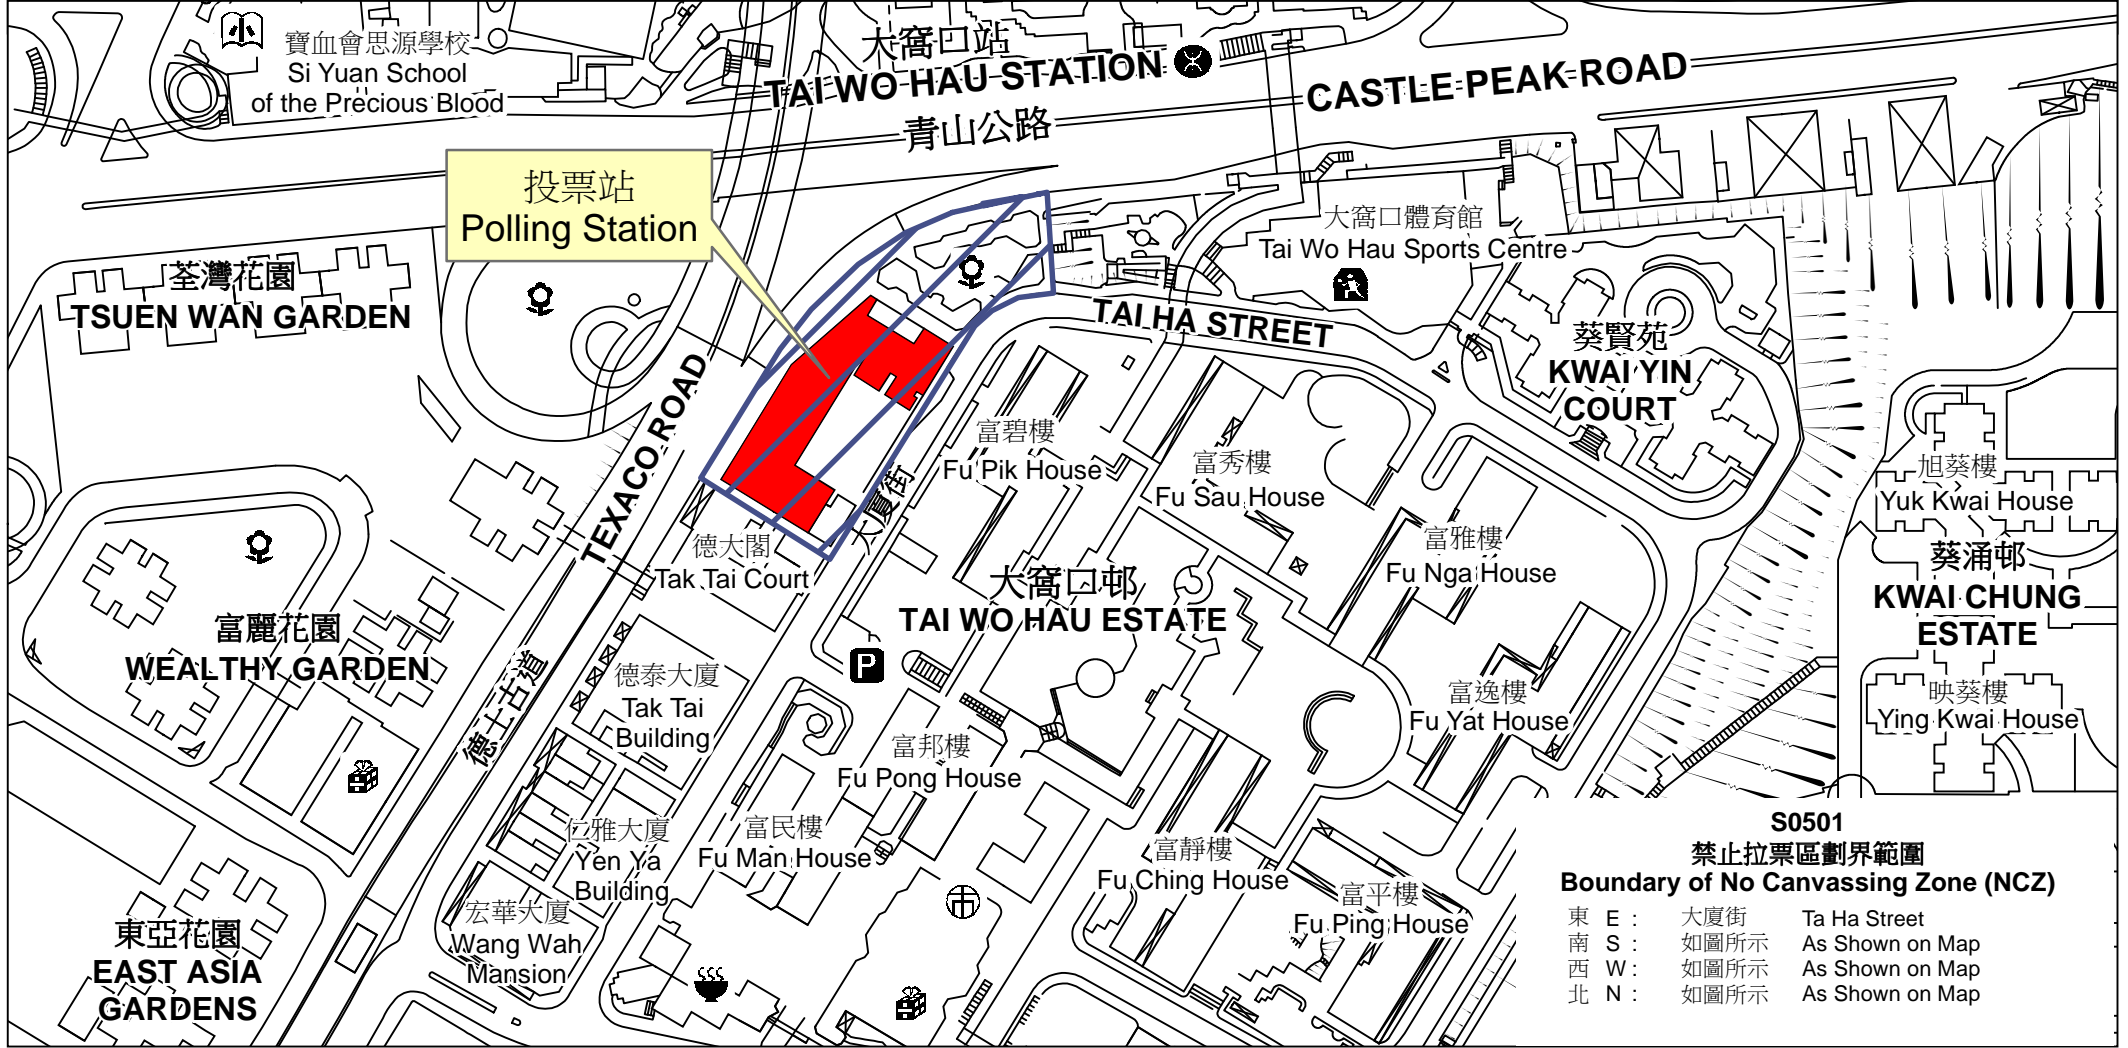 小
寶血會思源學校
Si Yuan School
of the Precious Blood
大窩口站
TAI WO HAU STATION
CASTLE PEAK ROAD
青山公路
投票站
Polling Station
荃灣花園
TSUEN WAN GARDEN
大窩口體育館
Tai Wo Hau Sports Centre
TAI HA STREET
葵賢苑
KWAI YIN
COURT
TEXACO ROAD
富碧樓
Fu Pik House
富秀樓
Fu Sau House
旭葵樓
Yuk Kwai House
大廈街
德大閣
Tak Tai Court
富雅樓
Fu Nga House
大窩口邨
TAI WO HAU ESTATE
葵涌邨
KWAI CHUNG
ESTATE
富麗花園
WEALTHY GARDEN
P
德士古道
德泰大廈
Tak Tai
Building
富逸樓
Fu Yat House
映葵樓
Ying Kwai House
富邦樓
Fu Pong House
仁雅大廈
Yen Ya
Building
富民樓
Fu Man House
富靜樓
Fu Ching House
富平樓
Fu Ping House
宏華大廈
Wang Wah
Mansion
市
東亞花園
EAST ASIA
GARDENS
S0501
禁止拉票區劃界範圍
Boundary of No Canvassing Zone (NCZ)
東 E : 大廈街 Ta Ha Street
南 S : 如圖所示 As Shown on Map
西 W : 如圖所示 As Shown on Map
北 N : 如圖所示 As Shown on Map